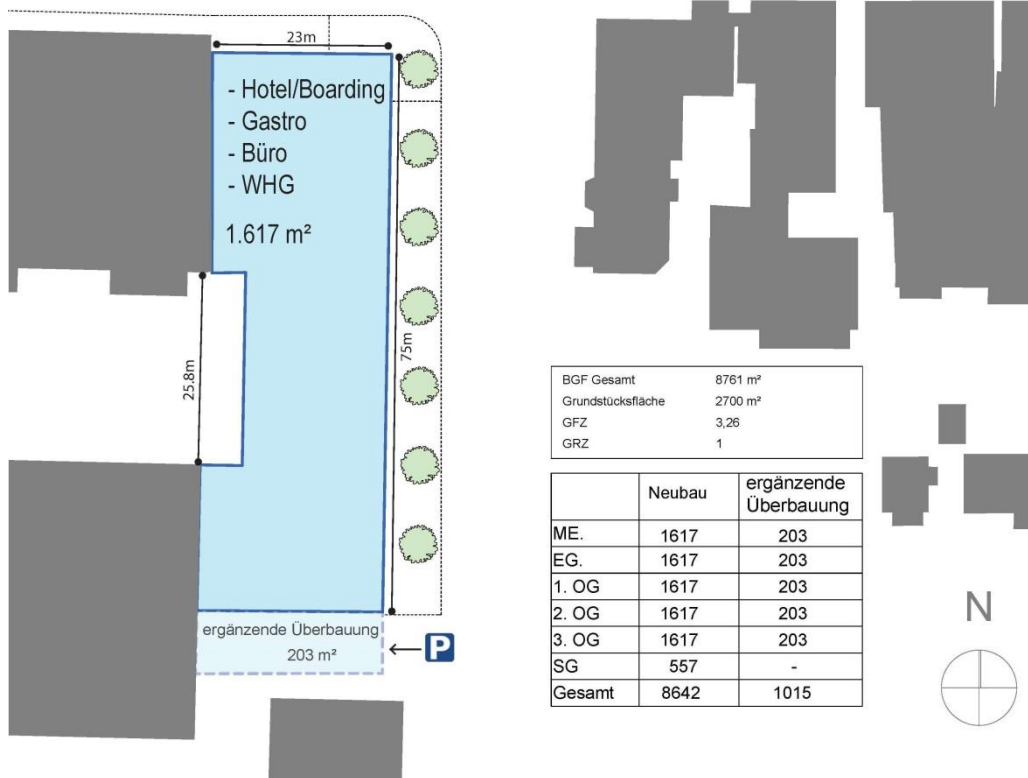 23m
- Hotel/Boarding
- Gastro
- Büro
- WHG
1.617 m²
25.8m
75m
ergänzende Überbauung
203 m²
P
BGF Gesamt 8761 m²
Grundstücksfläche 2700 m²
GFZ 3,26
GRZ 1
Neubau ergänzende
Überbauung
ME. 1617 203
EG. 1617 203
1. OG 1617 203
2. OG 1617 203
3. OG 1617 203
SG 557 -
Gesamt 8642 1015
N